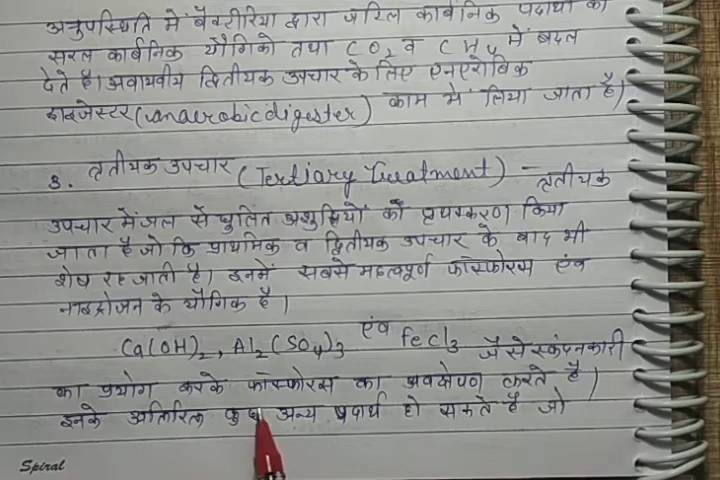 अनुपस्थिति में बैक्टीरिया द्वारा जटिल कार्बनिक पदार्थो को
सरल कार्बनिक यौगिको तथा CO₂ व CH₄ में बदल
देते है। अवायवीय द्वितीयक उपचार के लिए एनएरोबिक
डाइजेस्टर (anaerobic digester) काम में लिया जाता है।
3. तृतीयक उपचार (Tertiary Treatment) - तृतीयक
उपचार में जल से घुलित अशुद्धियों को पृथक्करण किया
जाता है जो कि प्राथमिक व द्वितीयक उपचार के बाद भी
शेष रह जाती है। इनमें सबसे महत्वपूर्ण फॉस्फोरस एंव
नाइट्रोजन के यौगिक है।
Ca(OH)₂, Al₂(SO₄)₃ एंव FeCl₃ जैसे स्कंदनकारी
का प्रयोग करके फॉस्फोरस का अवक्षेपण करते है।
इनके अतिरिक्त कुछ अन्य पदार्थ हो सकते है जो
Spiral